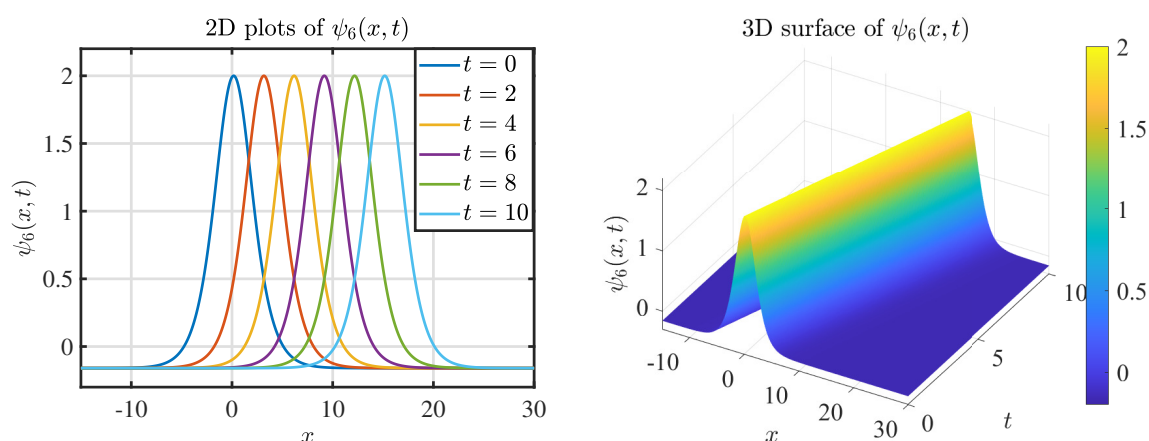 2D plots of ψ₆(x, t)
t = 0
t = 2
t = 4
t = 6
t = 8
t = 10
2
1.5
1
0.5
0
ψ₆(x, t)
-10
0
10
20
30
x
3D surface of ψ₆(x, t)
2
1
0
ψ₆(x, t)
-10
0
10
20
30
x
0
5
10
t
2
1.5
1
0.5
0